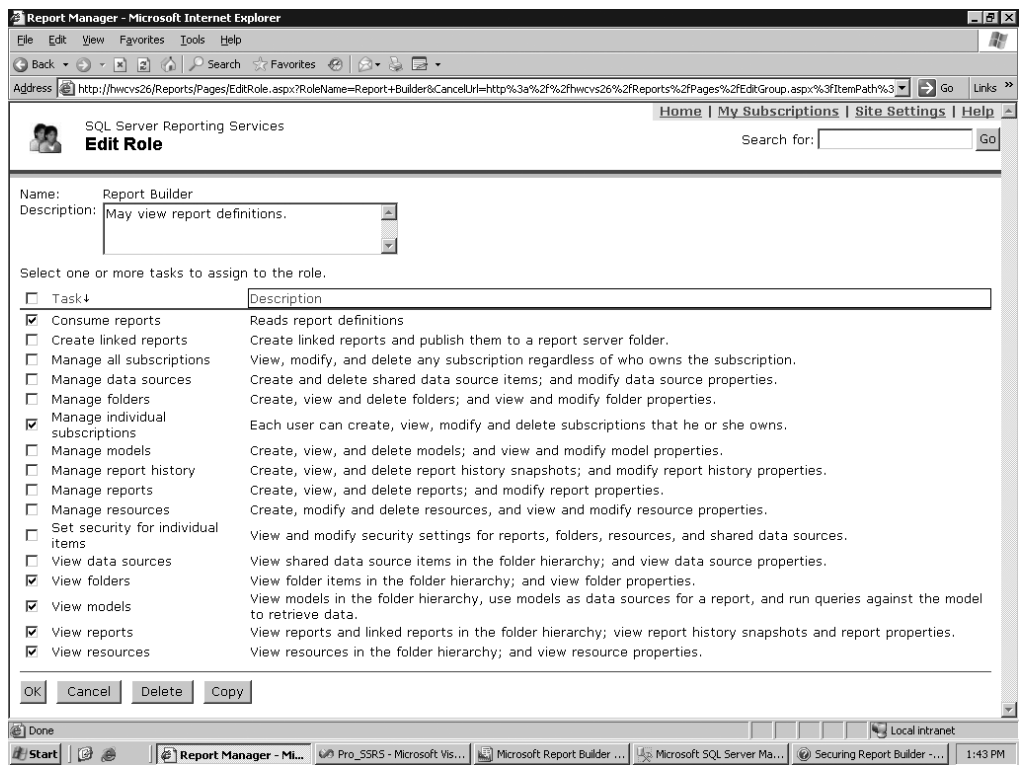 Report Manager - Microsoft Internet Explorer
File Edit View Favorites Tools Help
Back Search Favorites
Address http://hwcvs26/Reports/Pages/EditRole.aspx?RoleName=Report+Builder&CancelUrl=http%3a%2f%2fhwcvs26%2fReports%2fPages%2fEditGroup.aspx%3fItemPath%3 Go Links »
Home | My Subscriptions | Site Settings | Help
SQL Server Reporting Services
Edit Role
Search for: Go
Name: Report Builder
Description: May view report definitions.
Select one or more tasks to assign to the role.
Task↓ Description
Consume reports Reads report definitions
Create linked reports Create linked reports and publish them to a report server folder.
Manage all subscriptions View, modify, and delete any subscription regardless of who owns the subscription.
Manage data sources Create and delete shared data source items; and modify data source properties.
Manage folders Create, view and delete folders; and view and modify folder properties.
Manage individual
subscriptions Each user can create, view, modify and delete subscriptions that he or she owns.
Manage models Create, view, and delete models; and view and modify model properties.
Manage report history Create, view, and delete report history snapshots; and modify report history properties.
Manage reports Create, view, and delete reports; and modify report properties.
Manage resources Create, modify and delete resources, and view and modify resource properties.
Set security for individual
items View and modify security settings for reports, folders, resources, and shared data sources.
View data sources View shared data source items in the folder hierarchy; and view data source properties.
View folders View folder items in the folder hierarchy; and view folder properties.
View models View models in the folder hierarchy, use models as data sources for a report, and run queries against the model
to retrieve data.
View reports View reports and linked reports in the folder hierarchy; view report history snapshots and report properties.
View resources View resources in the folder hierarchy; and view resource properties.
OK Cancel Delete Copy
Done Local intranet
Start Report Manager - Mi... Pro_SSRS - Microsoft Vis... Microsoft Report Builder ... Microsoft SQL Server Ma... Securing Report Builder -... 1:43 PM